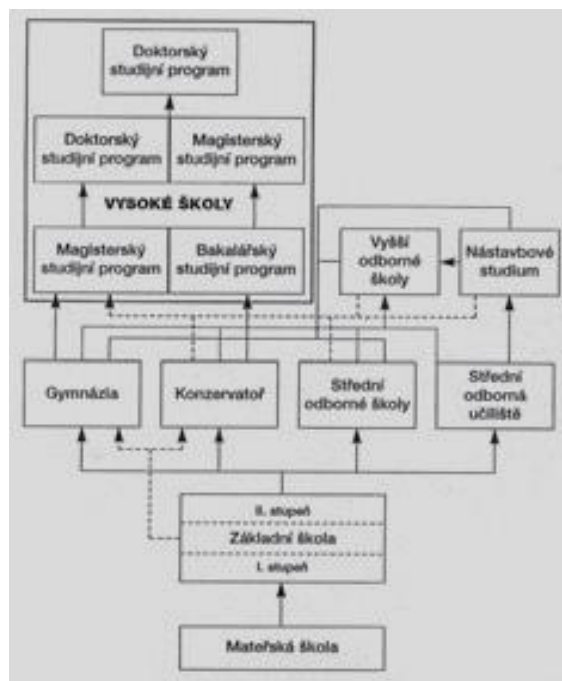 Doktorský
studijní program
Doktorský
studijní program
Magisterský
studijní program
VYSOKÉ ŠKOLY
Magisterský
studijní program
Bakalářský
studijní program
Vyšší
odborné
školy
Nástavbové
studium
Gymnázia
Konzervatoř
Střední
odborné školy
Střední
odborná
učiliště
II. stupeň
Základní škola
I. stupeň
Mateřská škola